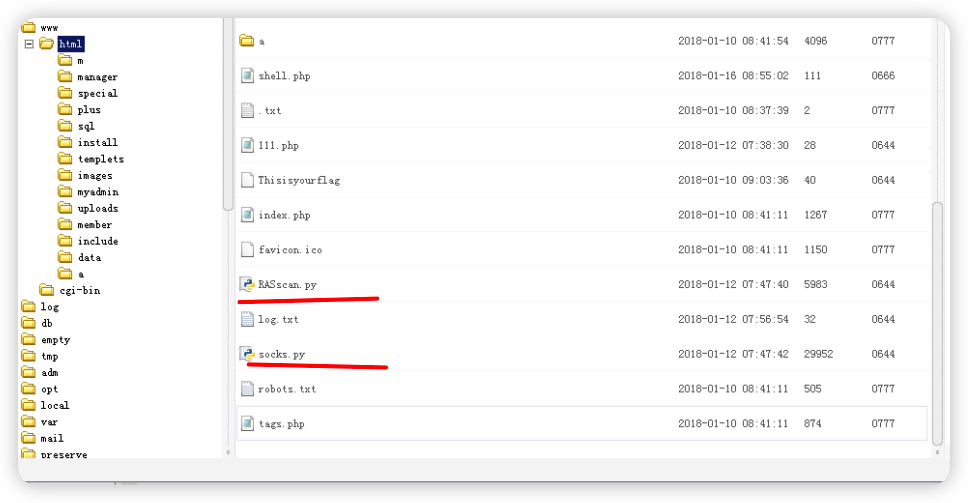 www
html
m
manager
special
plus
sql
install
templets
images
myadmin
uploads
member
include
data
a
cgi-bin
log
db
empty
tmp
adm
opt
local
var
mail
preserve
a 2018-01-10 08:41:54 4096 0777
shell.php 2018-01-16 08:55:02 111 0666
.txt 2018-01-10 08:37:39 2 0777
111.php 2018-01-12 07:38:30 28 0644
Thisisyourflag 2018-01-10 09:03:36 40 0644
index.php 2018-01-10 08:41:11 1267 0777
favicon.ico 2018-01-10 08:41:11 1150 0777
RASscan.py 2018-01-12 07:47:40 5983 0644
log.txt 2018-01-12 07:56:54 32 0644
socks.py 2018-01-12 07:47:42 29952 0644
robots.txt 2018-01-10 08:41:11 505 0777
tags.php 2018-01-10 08:41:11 874 0777